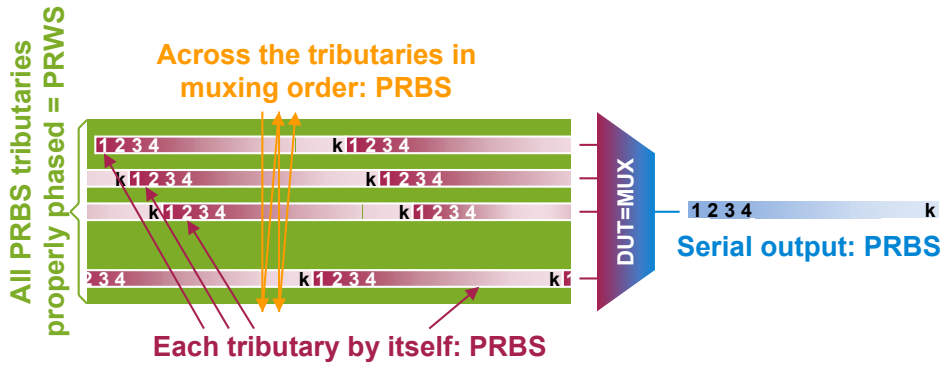 All PRBS tributaries
properly phased = PRWS
Across the tributaries in
muxing order: PRBS
1 2 3 4 k 1 2 3 4
k 1 2 3 4 k 1 2 3 4
k 1 2 3 4 k 1 2 3 4
2 3 4 k 1 2 3 4 k 1
DUT=MUX
1 2 3 4 k
Serial output: PRBS
Each tributary by itself: PRBS